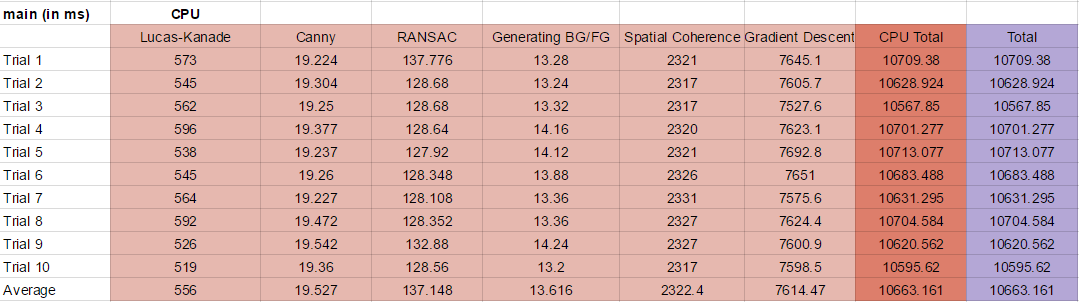 main (in ms) CPU
Lucas-Kanade Canny RANSAC Generating BG/FG Spatial Coherence Gradient Descent CPU Total Total
Trial 1 573 19.224 137.776 13.28 2321 7645.1 10709.38 10709.38
Trial 2 545 19.304 128.68 13.24 2317 7605.7 10628.924 10628.924
Trial 3 562 19.25 128.68 13.32 2317 7527.6 10567.85 10567.85
Trial 4 596 19.377 128.64 14.16 2320 7623.1 10701.277 10701.277
Trial 5 538 19.237 127.92 14.12 2321 7692.8 10713.077 10713.077
Trial 6 545 19.26 128.348 13.88 2326 7651 10683.488 10683.488
Trial 7 564 19.227 128.108 13.36 2331 7575.6 10631.295 10631.295
Trial 8 592 19.472 128.352 13.36 2327 7624.4 10704.584 10704.584
Trial 9 526 19.542 132.88 14.24 2327 7600.9 10620.562 10620.562
Trial 10 519 19.36 128.56 13.2 2317 7598.5 10595.62 10595.62
Average 556 19.527 137.148 13.616 2322.4 7614.47 10663.161 10663.161